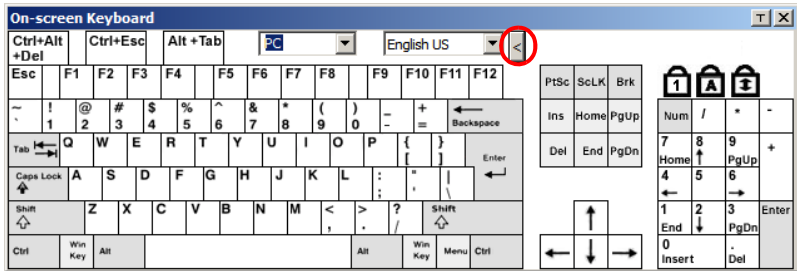 On-screen Keyboard T X
Ctrl+Alt +Del Ctrl+Esc Alt +Tab PC English US <
Esc F1 F2 F3 F4 F5 F6 F7 F8 F9 F10 F11 F12 PtSc ScLK Brk 1 A
~ ! @ # $ % ^ & * ( ) _ +
` 1 2 3 4 5 6 7 8 9 0 - = Backspace Ins Home PgUp Num / * -
Tab Q W E R T Y U I O P { }
[ ] Enter Del End PgDn 7 8 9 +
Home PgUp
Caps Lock A S D F G H J K L : " |
; ' \ 4 5 6
Shift Z X C V B N M < > ? Shift
, . / 1 2 3 Enter
End PgDn
Ctrl Win Key Alt Alt Win Key Menu Ctrl 0 .
Insert Del